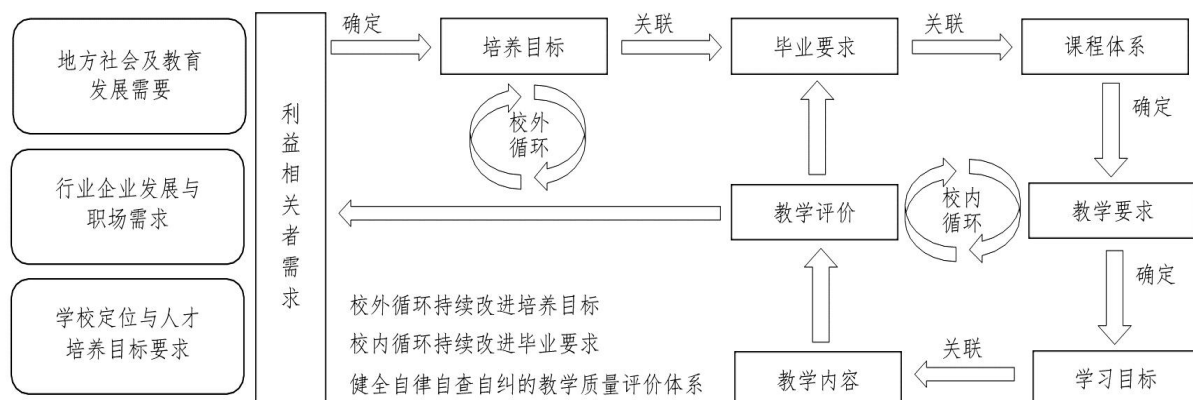 地方社会及教育
发展需要
行业企业发展与
职场需求
学校定位与人才
培养目标要求
利益相关者需求
确定
培养目标
关联
毕业要求
关联
课程体系
校外
循环
确定
教学评价
校内
循环
教学要求
确定
校外循环持续改进培养目标
校内循环持续改进毕业要求
健全自律自查自纠的教学质量评价体系
教学内容
关联
学习目标